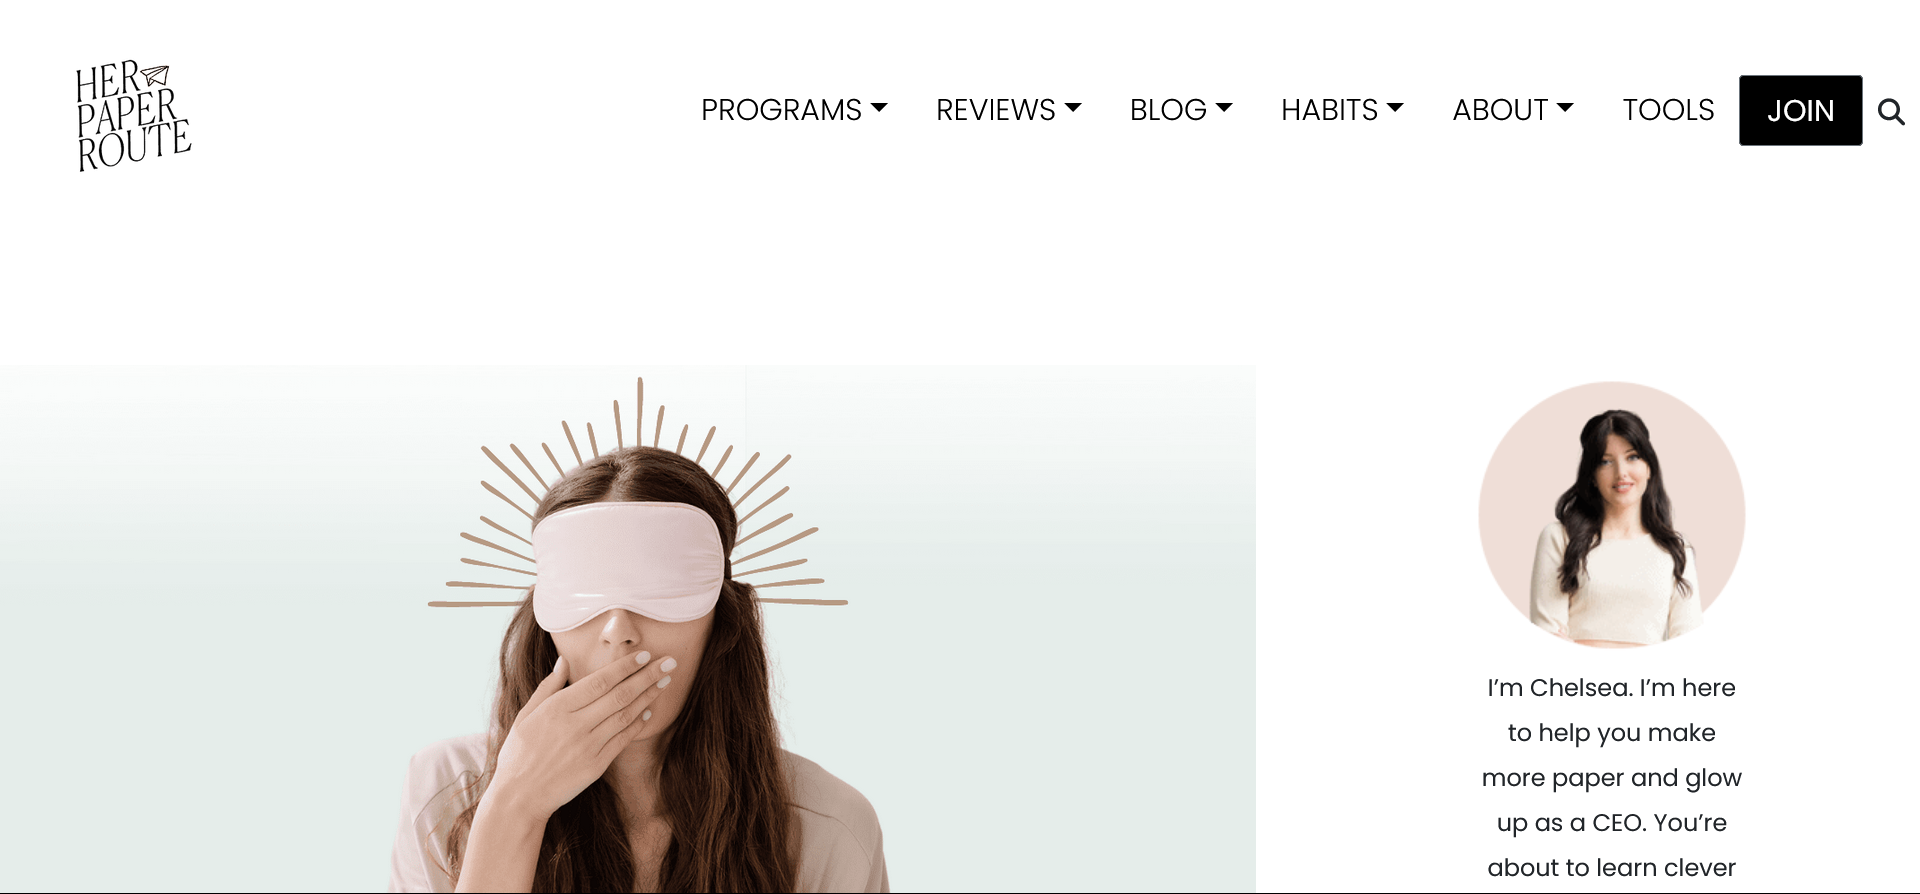 HER
PAPER
ROUTE
PROGRAMS REVIEWS BLOG HABITS ABOUT TOOLS JOIN
I’m Chelsea. I’m here
to help you make
more paper and glow
up as a CEO. You’re
about to learn clever